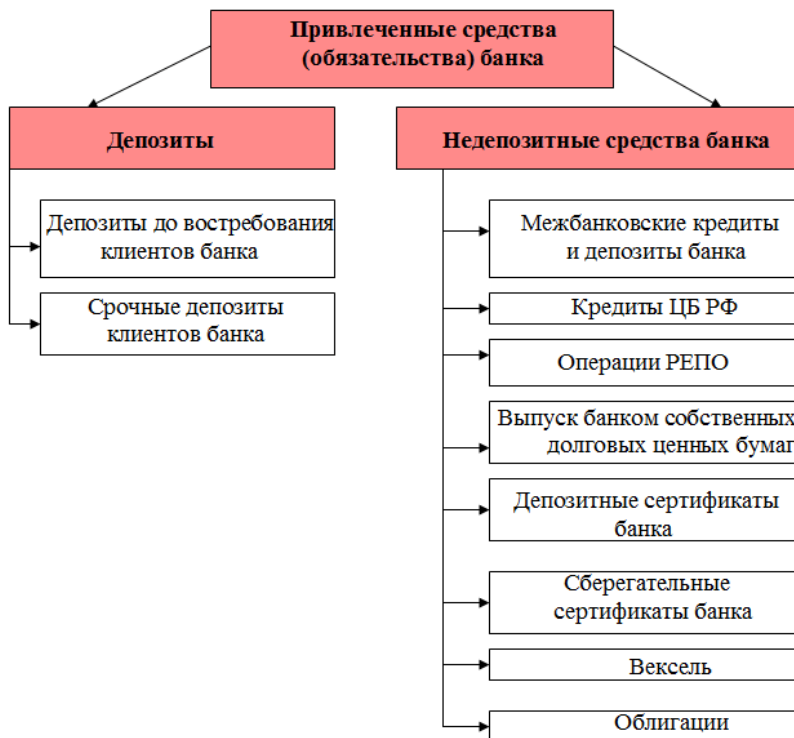 Привлеченные средства
(обязательства) банка
Депозиты
Депозиты до востребования
клиентов банка
Срочные депозиты
клиентов банка
Недепозитные средства банка
Межбанковские кредиты
и депозиты банка
Кредиты ЦБ РФ
Операции РЕПО
Выпуск банком собственных
долговых ценных бумаг
Депозитные сертификаты
банка
Сберегательные
сертификаты банка
Вексель
Облигации